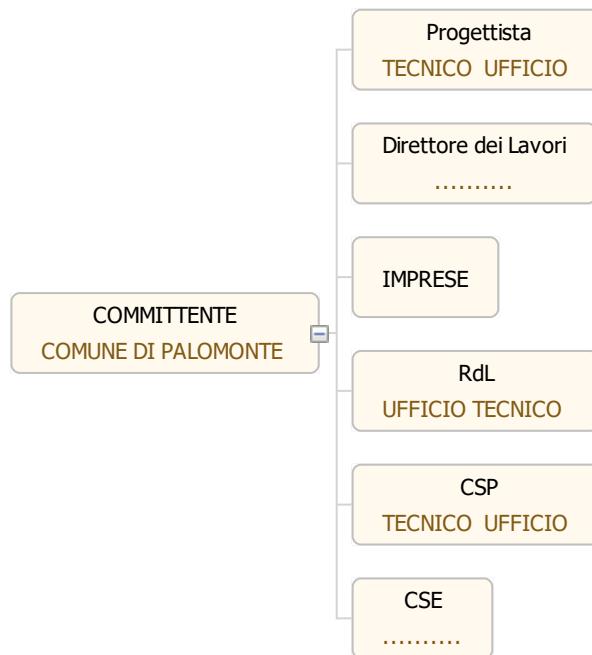 Progettista
TECNICO UFFICIO
Direttore dei Lavori
..........
IMPRESE
COMMITTENTE
COMUNE DI PALOMONTE
RdL
UFFICIO TECNICO
CSP
TECNICO UFFICIO
CSE
..........